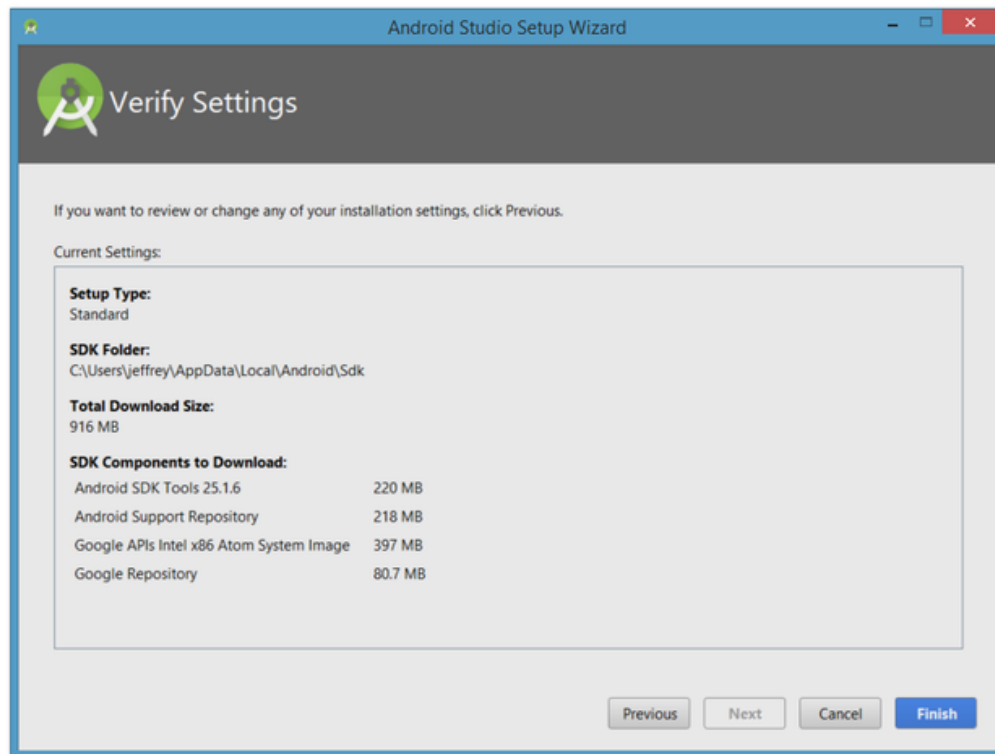 Android Studio Setup Wizard
Verify Settings
If you want to review or change any of your installation settings, click Previous.
Current Settings:
Setup Type:
Standard
SDK Folder:
C:\Users\jeffrey\AppData\Local\Android\Sdk
Total Download Size:
916 MB
SDK Components to Download:
Android SDK Tools 25.1.6 220 MB
Android Support Repository 218 MB
Google APIs Intel x86 Atom System Image 397 MB
Google Repository 80.7 MB
Previous Next Cancel Finish